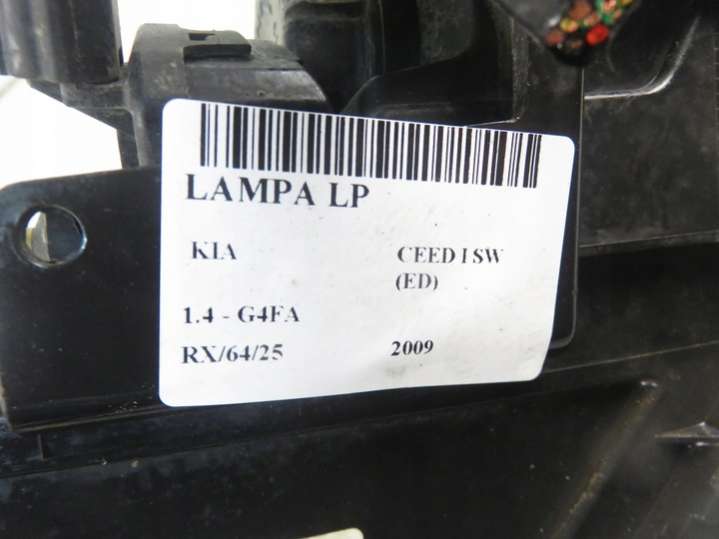 LAMPA LP
KIA CEED I SW
(ED)
1.4 - G4FA
RX/64/25 2009